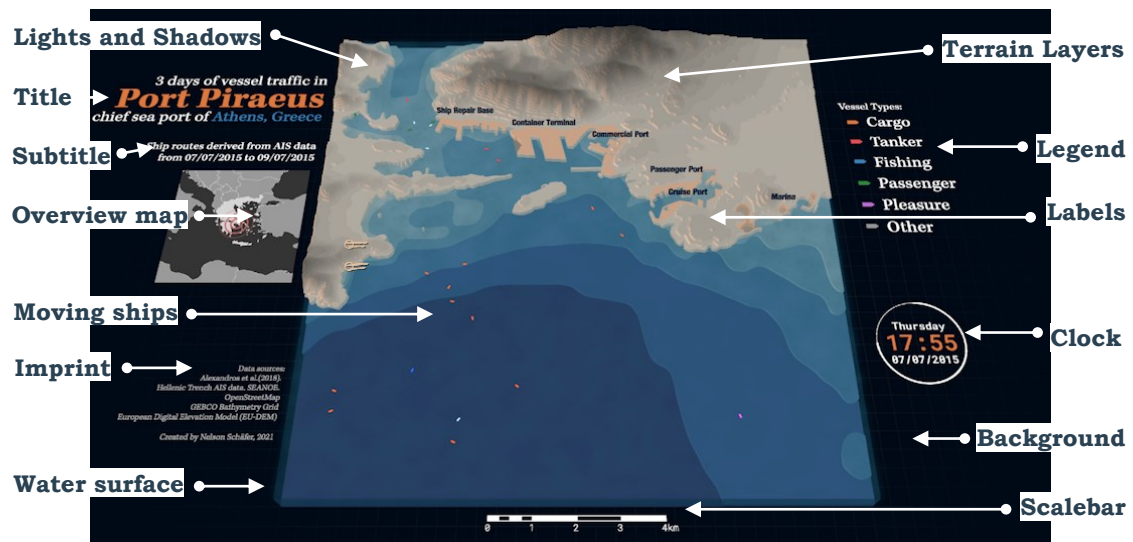 Lights and Shadows
Terrain Layers
3 days of vessel traffic in
Title
Port Piraeus
chief sea port of Athens, Greece
Subtitle
Ship routes derived from AIS data
from 07/07/2015 to 09/07/2015
Overview map
Ship Repair Base
Container Terminal
Commercial Port
Passenger Port
Cruise Port
Marina
Vessel Types:
Cargo
Tanker
Fishing
Passenger
Pleasure
Other
Legend
Labels
Moving ships
Thursday
17:55
07/07/2015
Clock
Imprint
Data sources:
Alexandros et al.(2018).
Hellenic Trench AIS data. SEANOE.
OpenStreetMap
GEBCO Bathymetry Grid
European Digital Elevation Model (EU-DEM)
Created by Nelson Schäfer, 2021
Background
Water surface
Scalebar
0 1 2 3 4km